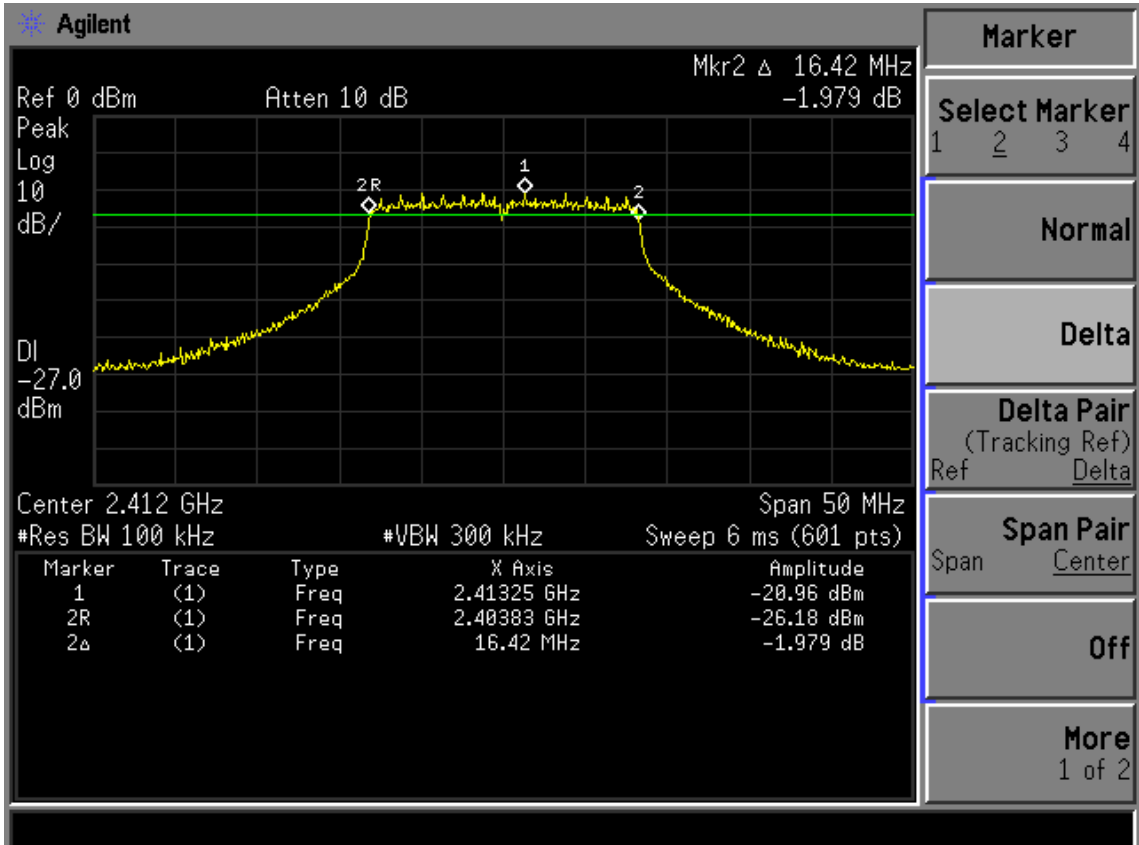 Agilent
Mkr2 Δ 16.42 MHz
Ref 0 dBm Atten 10 dB -1.979 dB
Peak
Log
10
dB/
1
2R
2
DI
-27.0
dBm
Center 2.412 GHz Span 50 MHz
#Res BW 100 kHz #VBW 300 kHz Sweep 6 ms (601 pts)
Marker Trace Type X Axis Amplitude
1 (1) Freq 2.41325 GHz -20.96 dBm
2R (1) Freq 2.40383 GHz -26.18 dBm
2Δ (1) Freq 16.42 MHz -1.979 dB
Marker
Select Marker
1 2 3 4
Normal
Delta
Delta Pair
(Tracking Ref)
Ref Delta
Span Pair
Span Center
Off
More
1 of 2